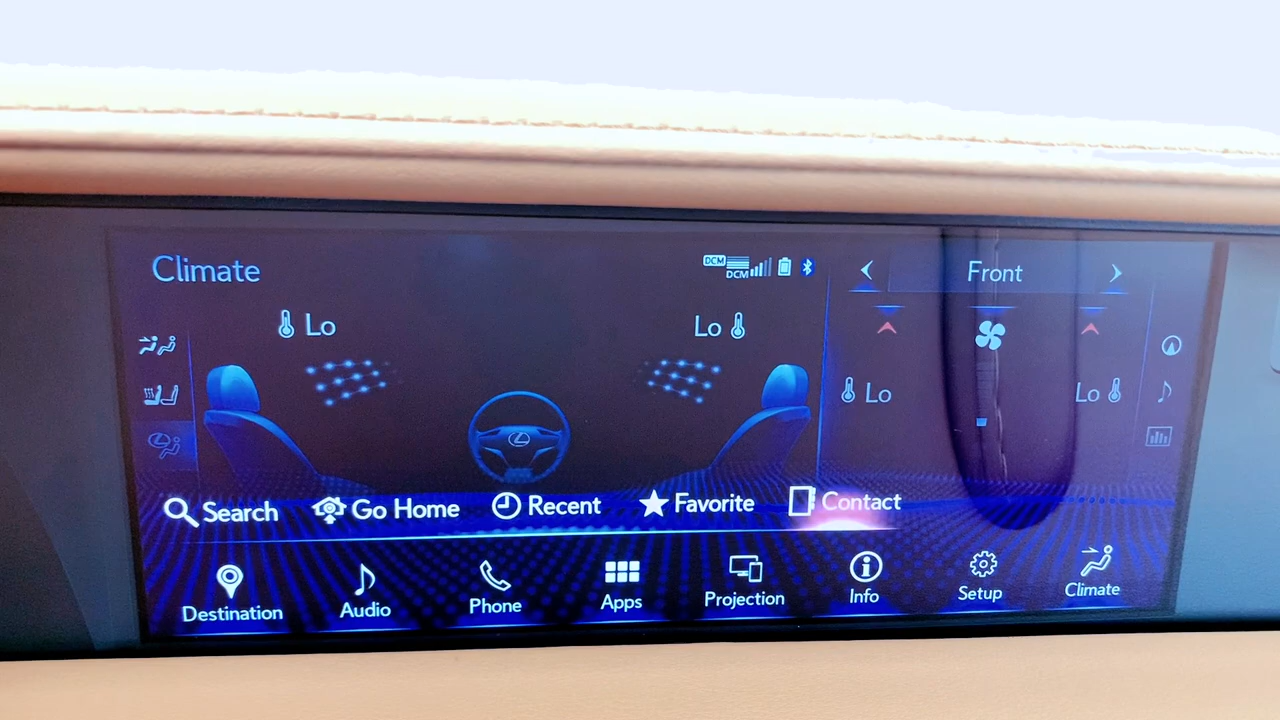 Climate
DCM
DCM
Front
Lo
Lo
Lo
Lo
Search
Go Home
Recent
Favorite
Contact
Destination
Audio
Phone
Apps
Projection
Info
Setup
Climate